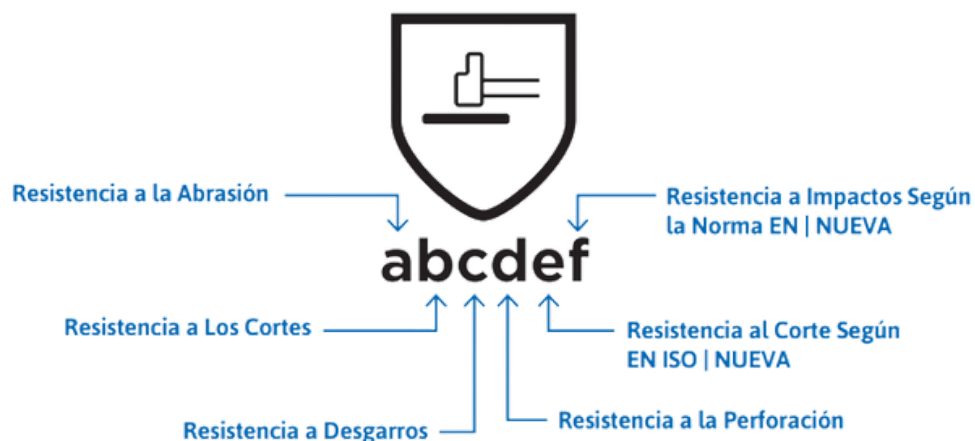 Resistencia a la Abrasión
Resistencia a Impactos Según
la Norma EN | NUEVA
abcdef
Resistencia a Los Cortes
Resistencia al Corte Según
EN ISO | NUEVA
Resistencia a Desgarros
Resistencia a la Perforación